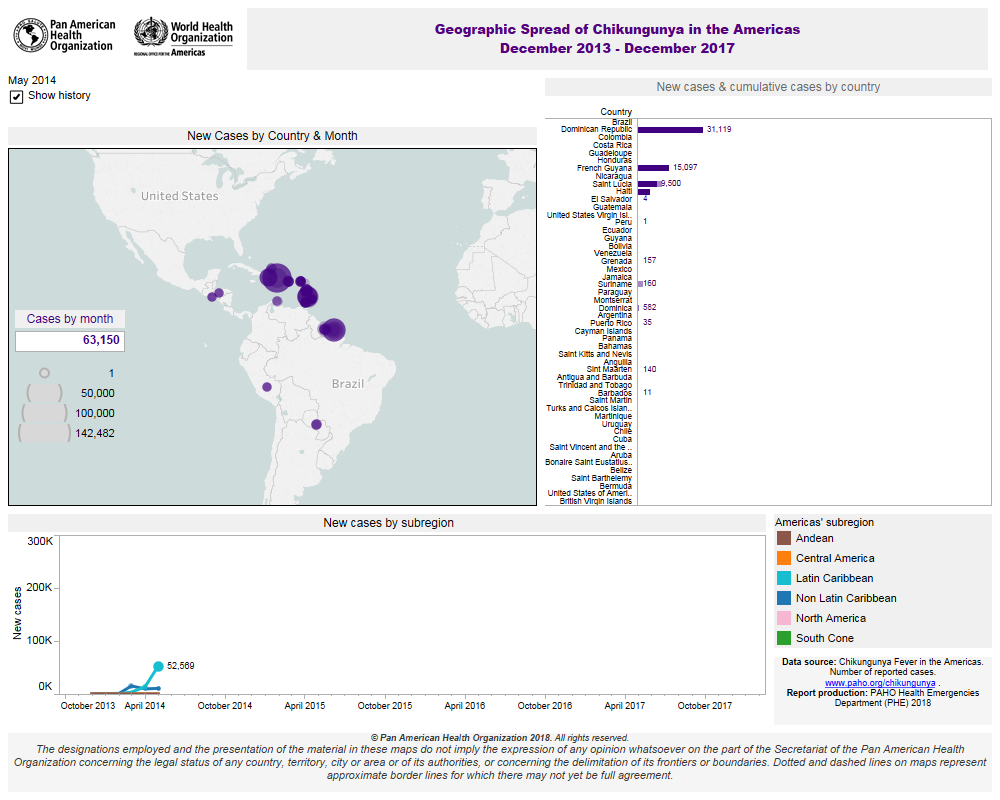 Pan American
Health
Organization
World Health
Organization
REGIONAL OFFICE FOR THE Americas
Geographic Spread of Chikungunya in the Americas
December 2013 - December 2017
May 2014
Show history
New Cases by Country & Month
United States
Brazil
Cases by month
63,150
1
50,000
100,000
142,482
New cases & cumulative cases by country
Country
Brazil
Dominican Republic 31,119
Colombia
Costa Rica
Guadeloupe
Honduras
French Guyana 15,097
Nicaragua
Saint Lucia 9,500
Haiti
El Salvador 4
Guatemala
United States Virgin Isl..
Peru 1
Ecuador
Guyana
Bolivia
Venezuela
Grenada 157
Mexico
Jamaica
Suriname 160
Paraguay
Montserrat
Dominica 582
Argentina
Puerto Rico 35
Cayman Islands
Panama
Bahamas
Saint Kitts and Nevis
Anguilla
Sint Maarten 140
Antigua and Barbuda
Trinidad and Tobago
Barbados 11
Saint Martin
Turks and Caicos Islan..
Martinique
Uruguay
Chile
Cuba
Saint Vincent and the ..
Aruba
Bonaire Saint Eustatius..
Belize
Saint Barthelemy
Bermuda
United States of Ameri..
British Virgin Islands
New cases by subregion
New cases
300K
200K
100K
0K
52,569
October 2013 April 2014 October 2014 April 2015 October 2015 April 2016 October 2016 April 2017 October 2017
Americas' subregion
Andean
Central America
Latin Caribbean
Non Latin Caribbean
North America
South Cone
Data source: Chikungunya Fever in the Americas.
Number of reported cases.
www.paho.org/chikungunya .
Report production: PAHO Health Emergencies
Department (PHE) 2018
© Pan American Health Organization 2018. All rights reserved.
The designations employed and the presentation of the material in these maps do not imply the expression of any opinion whatsoever on the part of the Secretariat of the Pan American Health
Organization concerning the legal status of any country, territory, city or area or of its authorities, or concerning the delimitation of its frontiers or boundaries. Dotted and dashed lines on maps represent
approximate border lines for which there may not yet be full agreement.